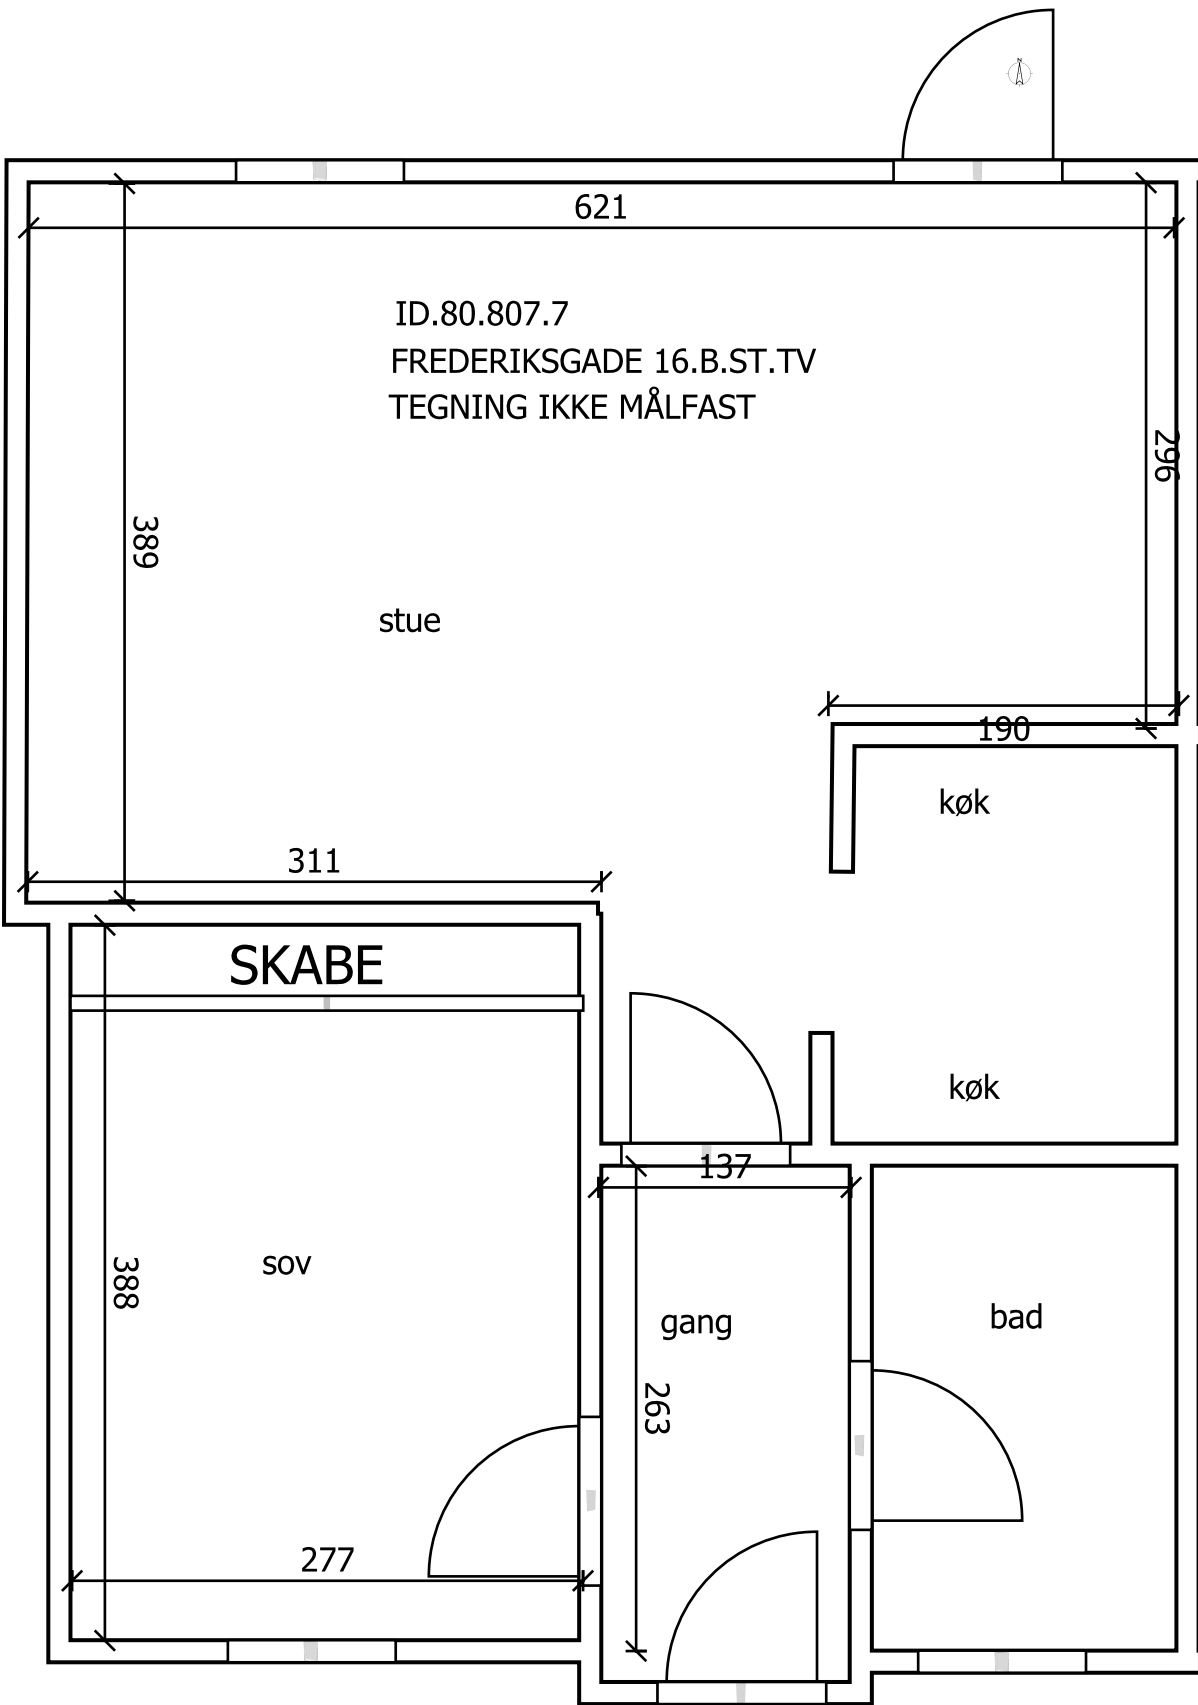 N
621
ID.80.807.7
FREDERIKSGADE 16.B.ST.TV
TEGNING IKKE MÅLFAST
296
389
stue
190
køk
311
SKABE
køk
137
sov
388
gang
bad
263
277